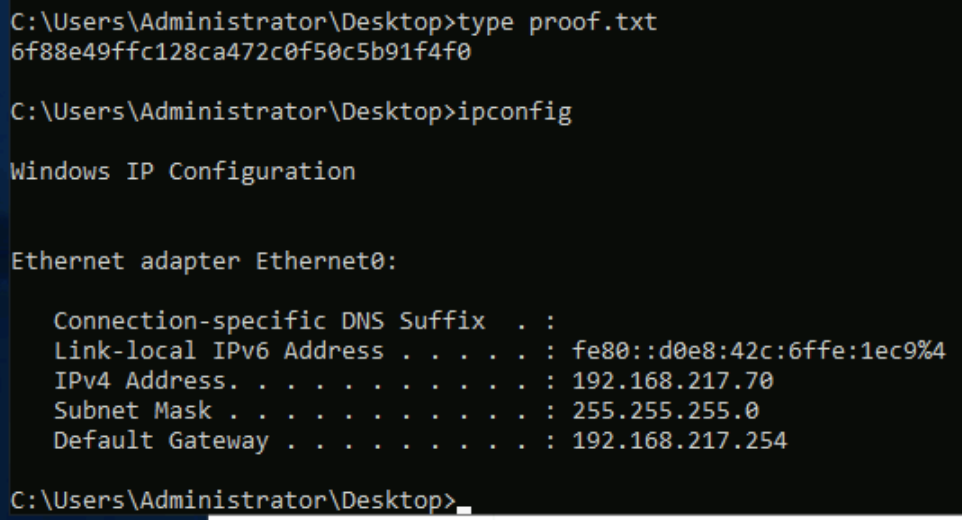 C:\Users\Administrator\Desktop>type proof.txt
6f88e49ffc128ca472c0f50c5b91f4f0
C:\Users\Administrator\Desktop>ipconfig
Windows IP Configuration
Ethernet adapter Ethernet0:
   Connection-specific DNS Suffix  . :
   Link-local IPv6 Address . . . . . : fe80::d0e8:42c:6ffe:1ec9%4
   IPv4 Address. . . . . . . . . . . : 192.168.217.70
   Subnet Mask . . . . . . . . . . . : 255.255.255.0
   Default Gateway . . . . . . . . . : 192.168.217.254
C:\Users\Administrator\Desktop>